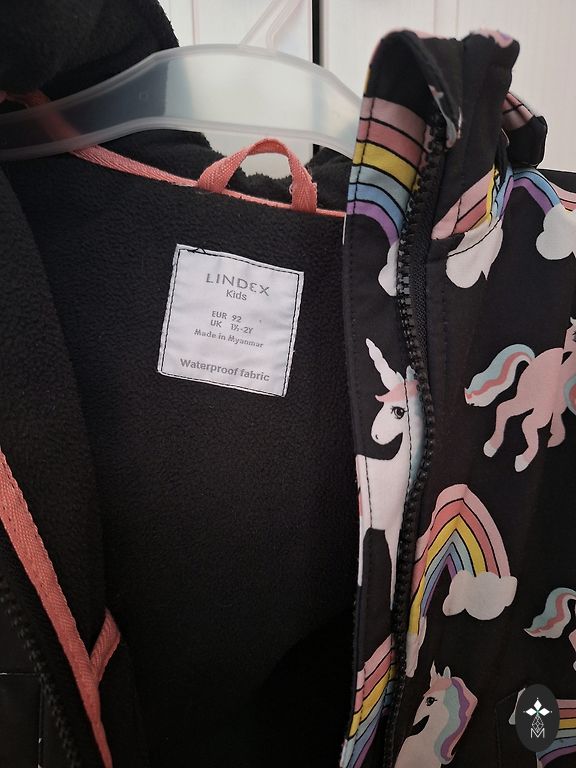 LINDEX
Kids
EUR 92
UK 1½-2Y
Made in Myanmar
Waterproof fabric
M